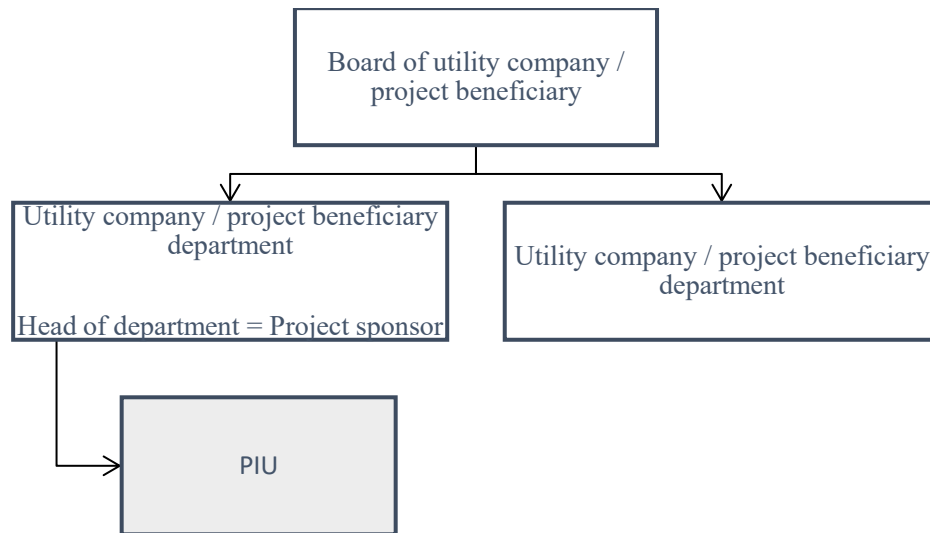 Board of utility company /
project beneficiary
Utility company / project beneficiary
department
Head of department = Project sponsor
Utility company / project beneficiary
department
PIU